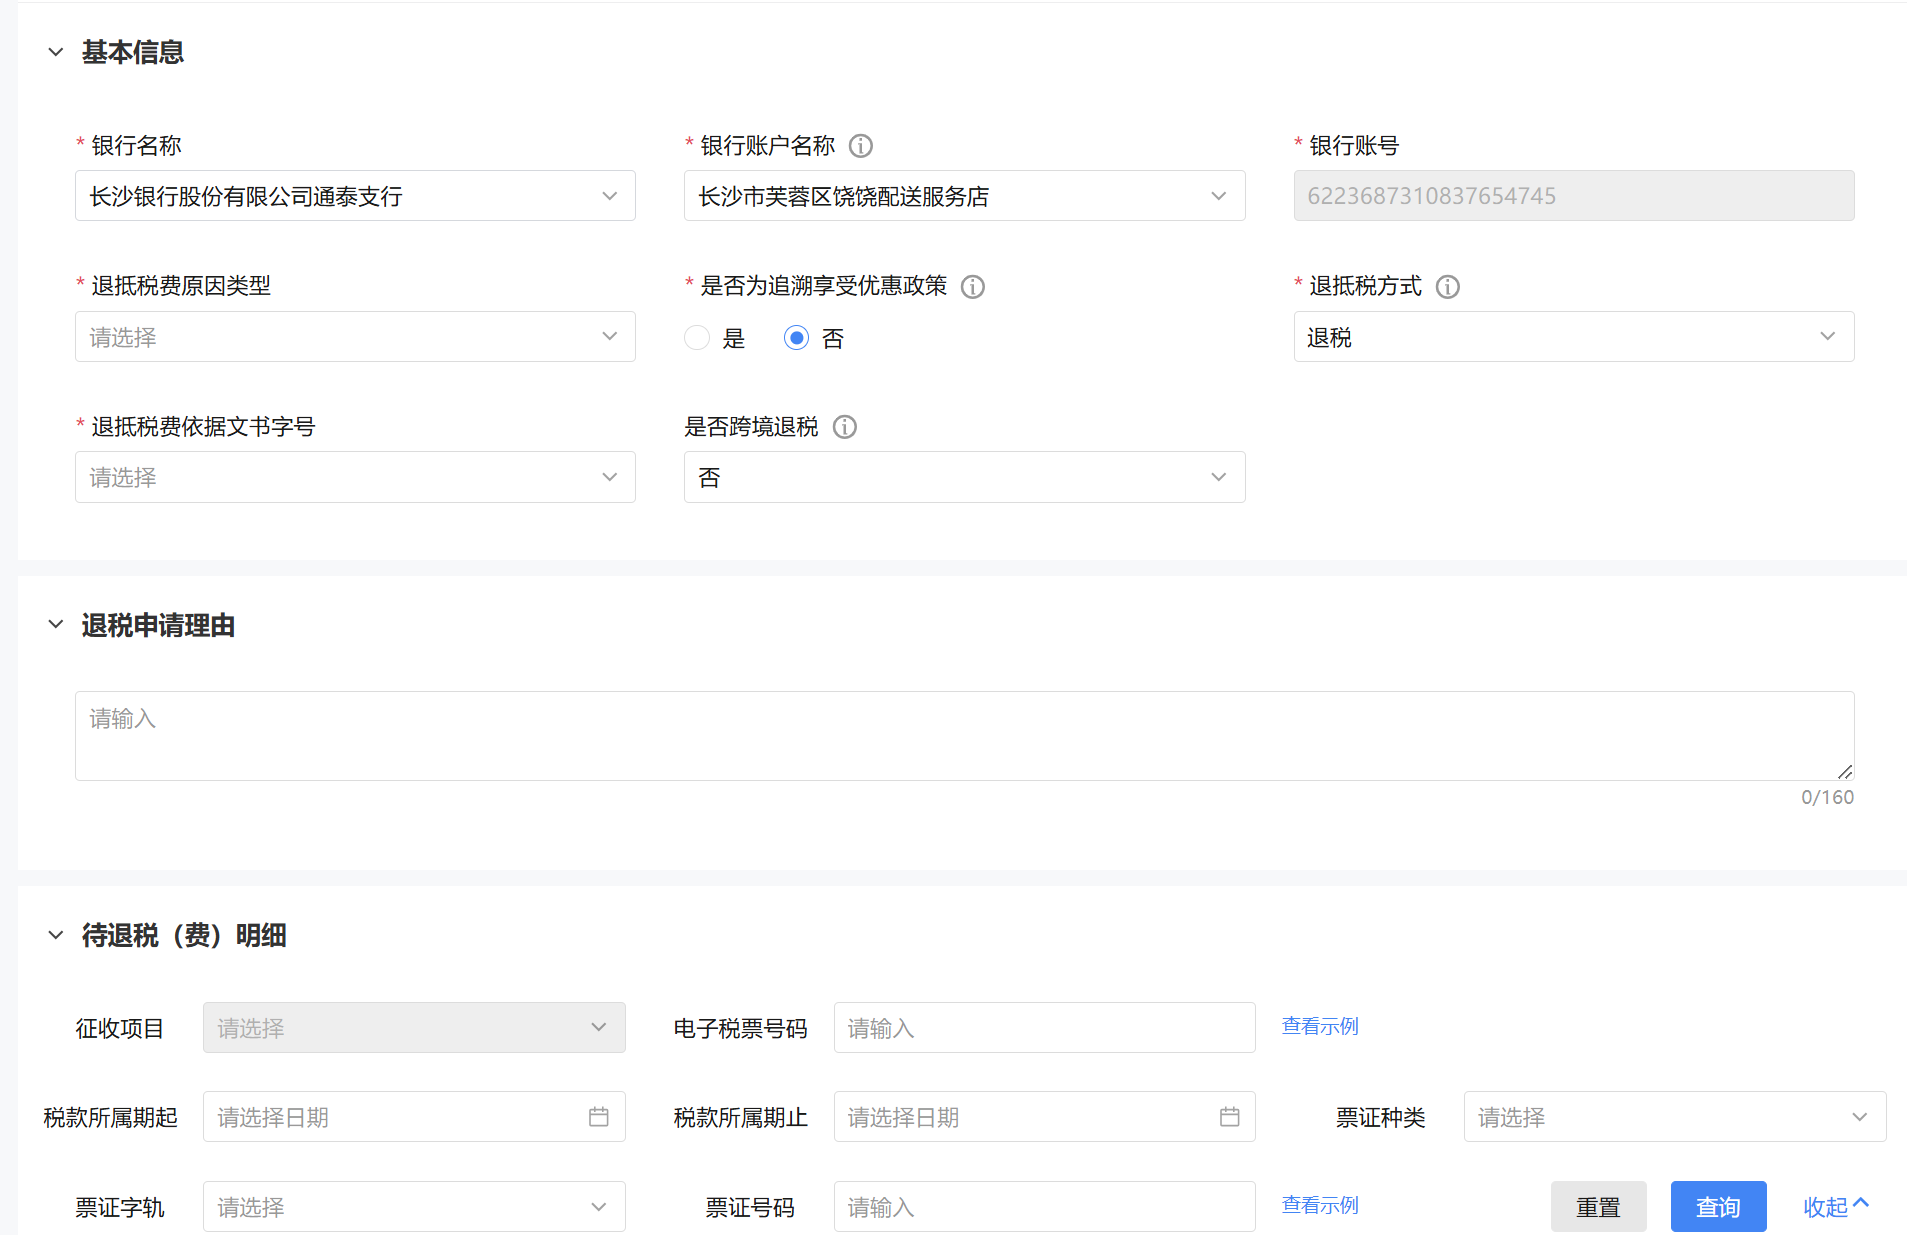 基本信息
* 银行名称
* 银行账户名称
* 银行账号
长沙银行股份有限公司通泰支行
长沙市芙蓉区饶饶配送服务店
6223687310837654745
* 退抵税费原因类型
* 是否为追溯享受优惠政策
* 退抵税方式
请选择
是
否
退税
* 退抵税费依据文书字号
是否跨境退税
请选择
否
退税申请理由
请输入
0/160
待退税（费）明细
征收项目
请选择
电子税票号码
请输入
查看示例
税款所属期起
请选择日期
税款所属期止
请选择日期
票证种类
请选择
票证字轨
请选择
票证号码
请输入
查看示例
重置
查询
收起